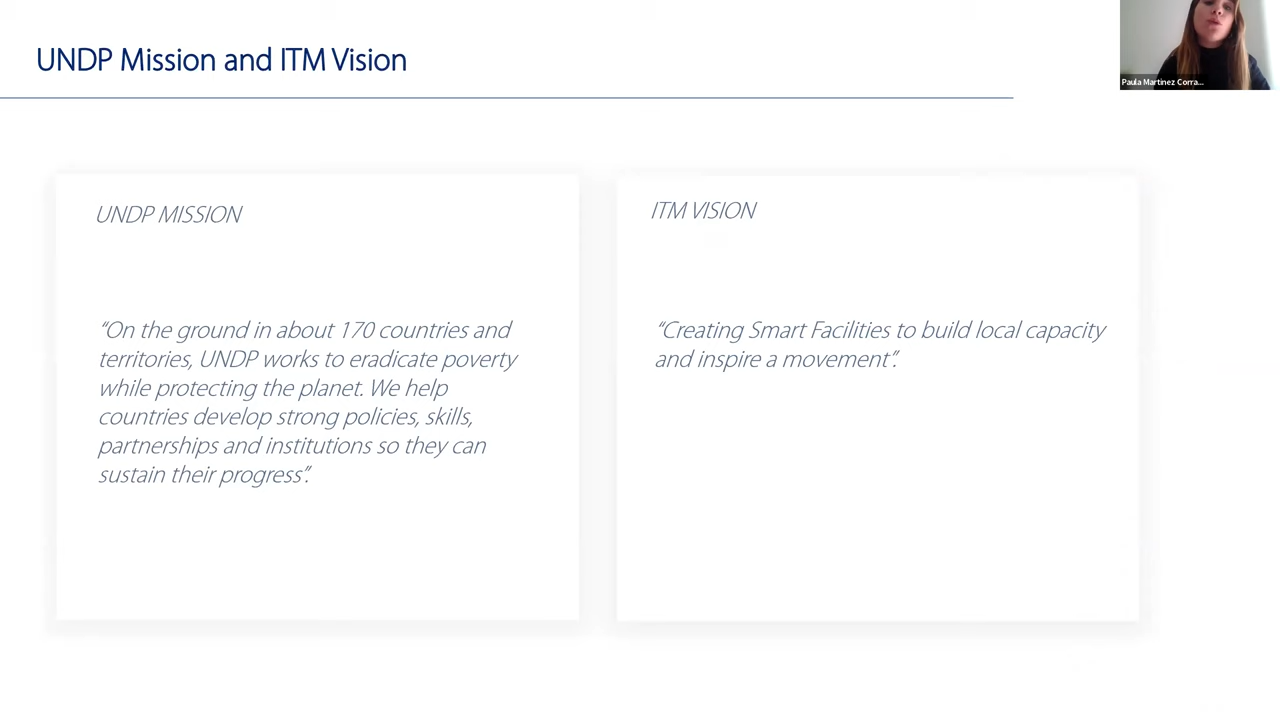 UNDP Mission and ITM Vision
Paula Martinez Corra...
UNDP MISSION
“On the ground in about 170 countries and
territories, UNDP works to eradicate poverty
while protecting the planet. We help
countries develop strong policies, skills,
partnerships and institutions so they can
sustain their progress”.
ITM VISION
“Creating Smart Facilities to build local capacity
and inspire a movement”.